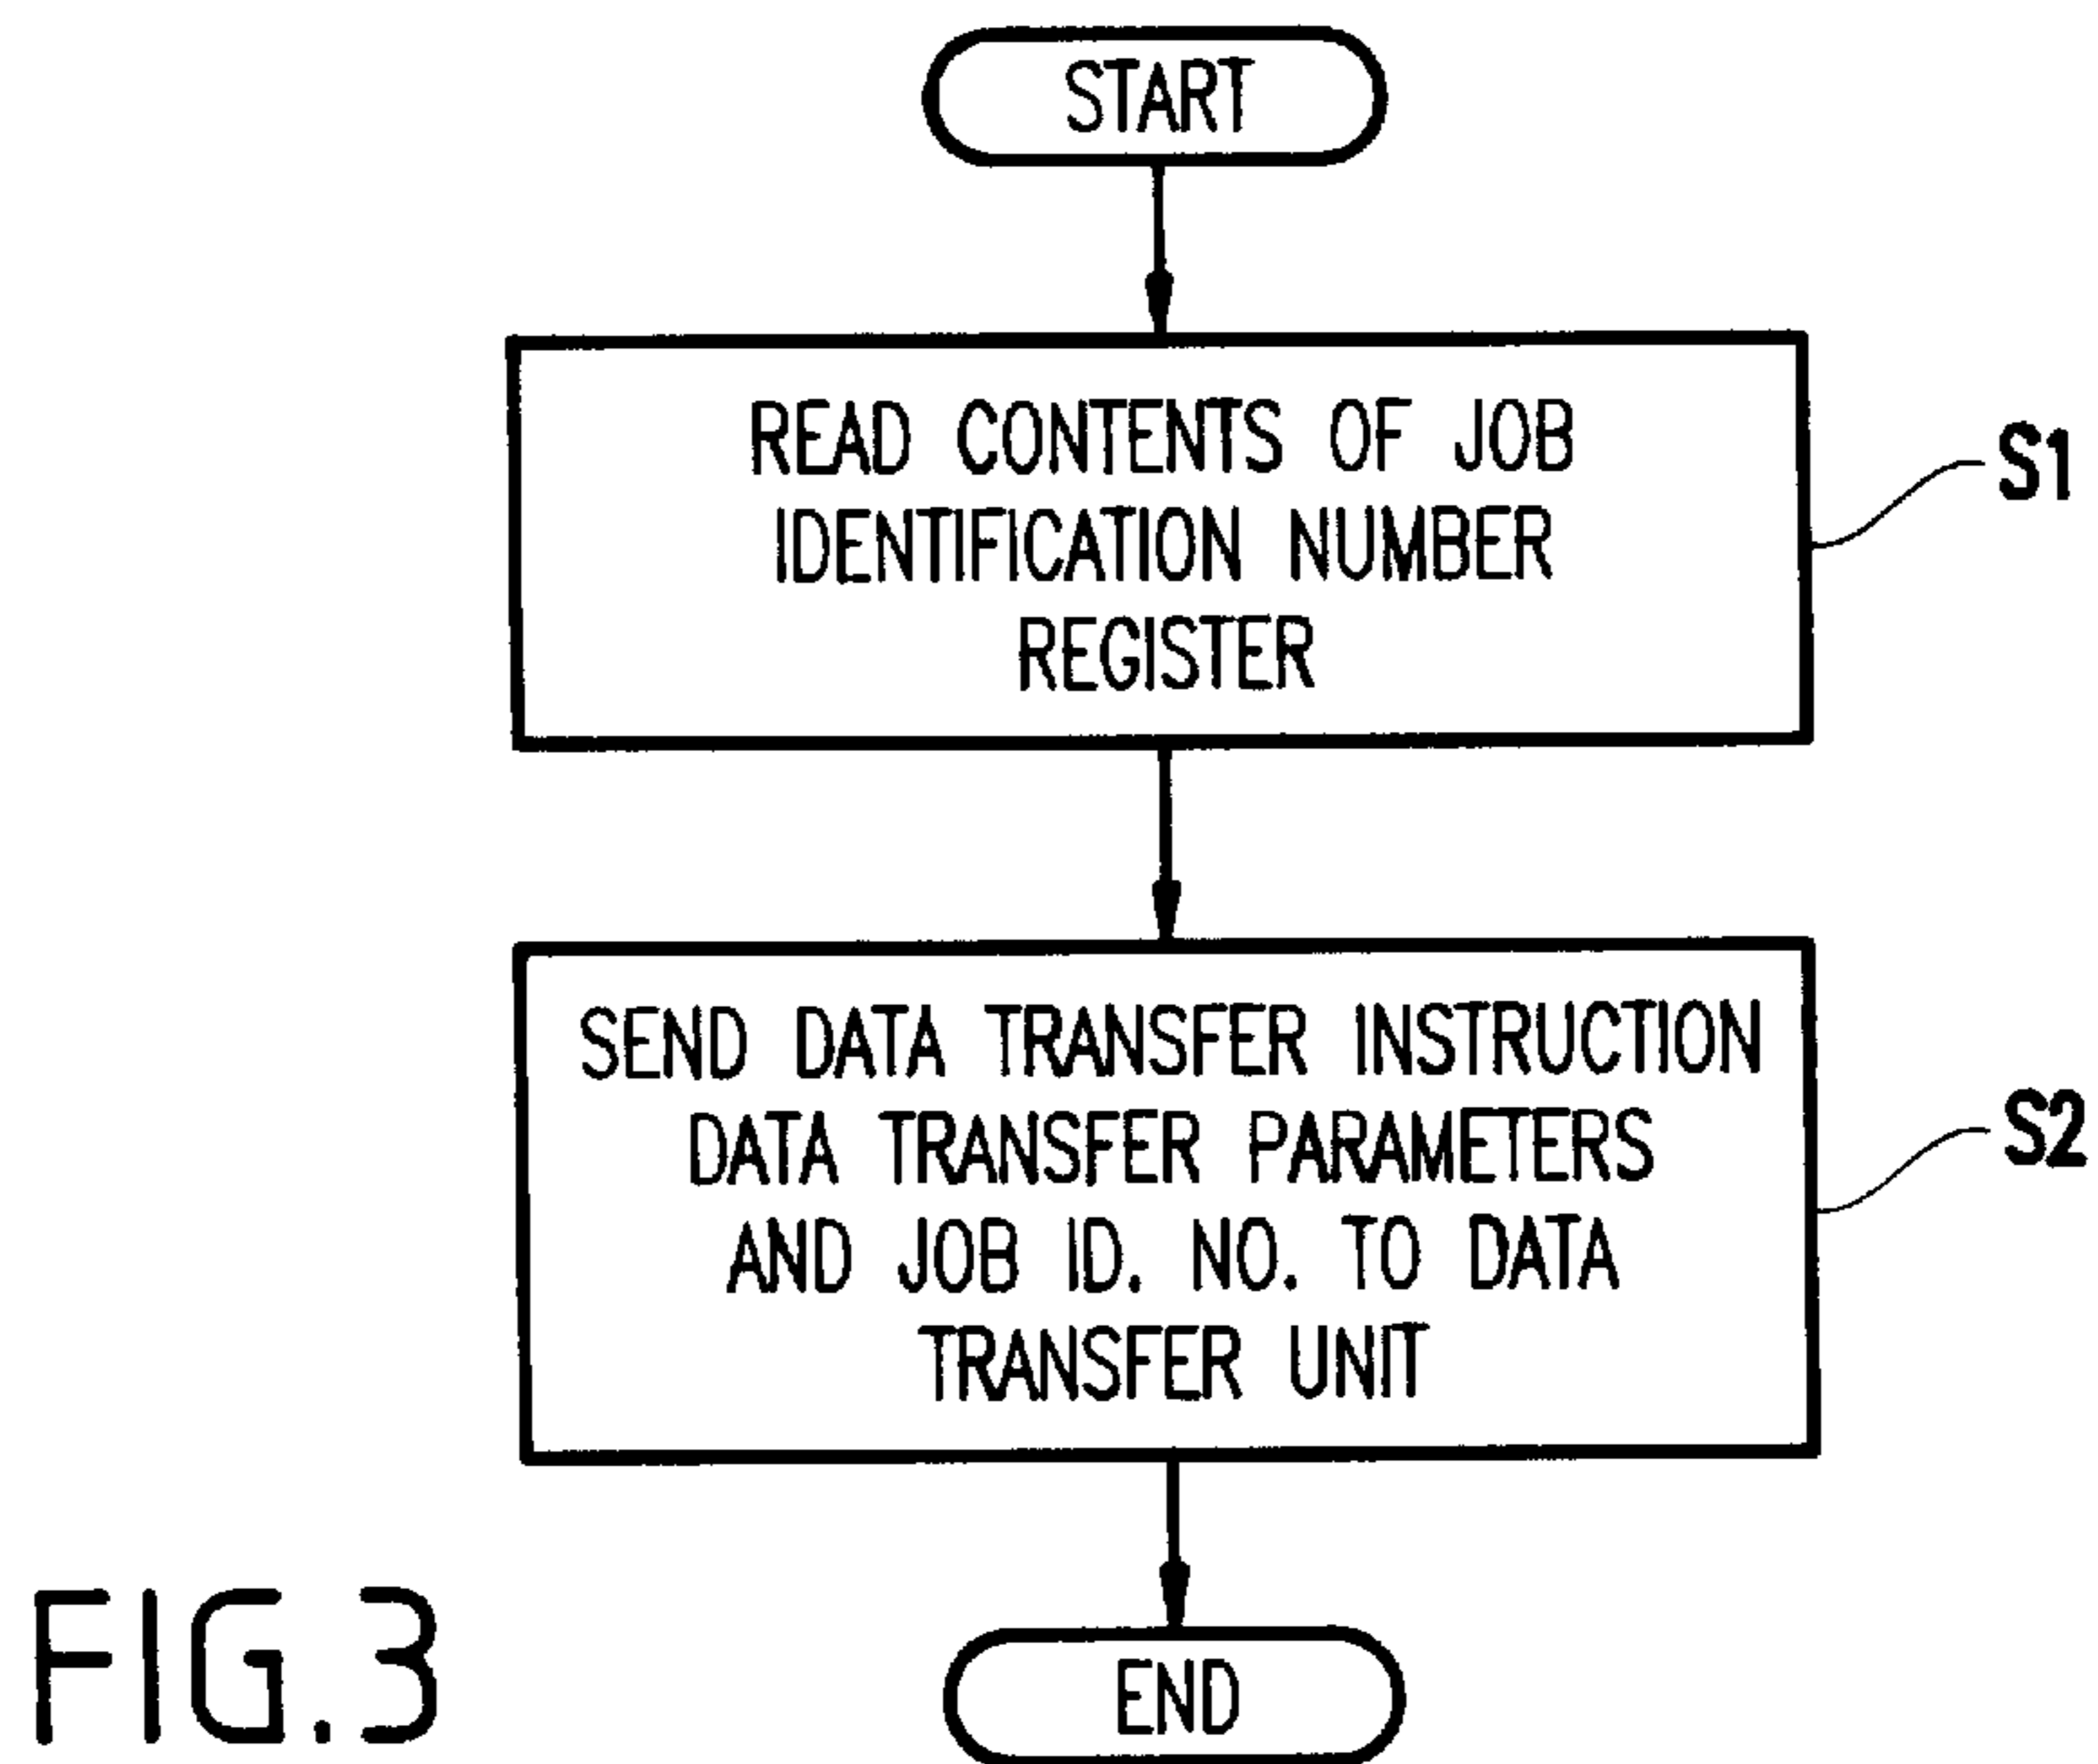 START
READ CONTENTS OF JOB
IDENTIFICATION NUMBER
REGISTER
S1
SEND DATA TRANSFER INSTRUCTION
DATA TRANSFER PARAMETERS
AND JOB ID. NO. TO DATA
TRANSFER UNIT
S2
END
FIG.3